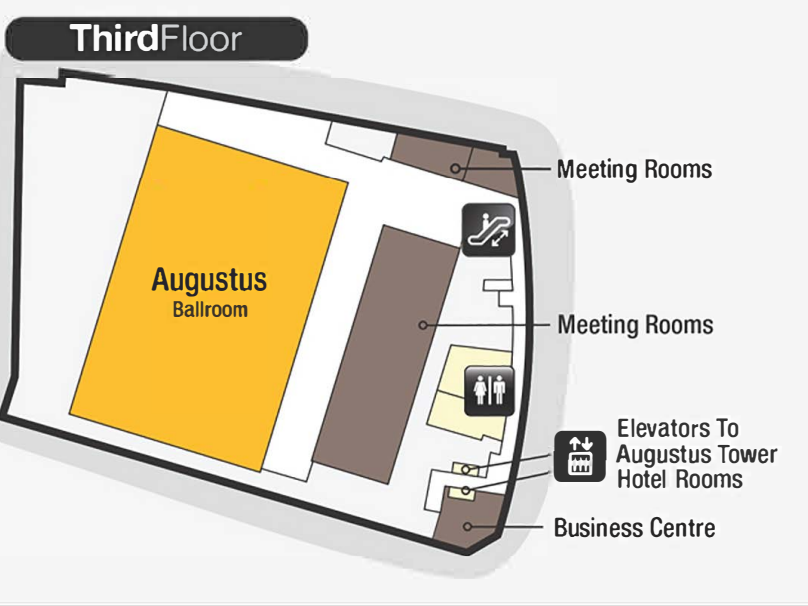 ThirdFloor
Meeting Rooms
Augustus
Ballroom
Meeting Rooms
Elevators To
Augustus Tower
Hotel Rooms
Business Centre